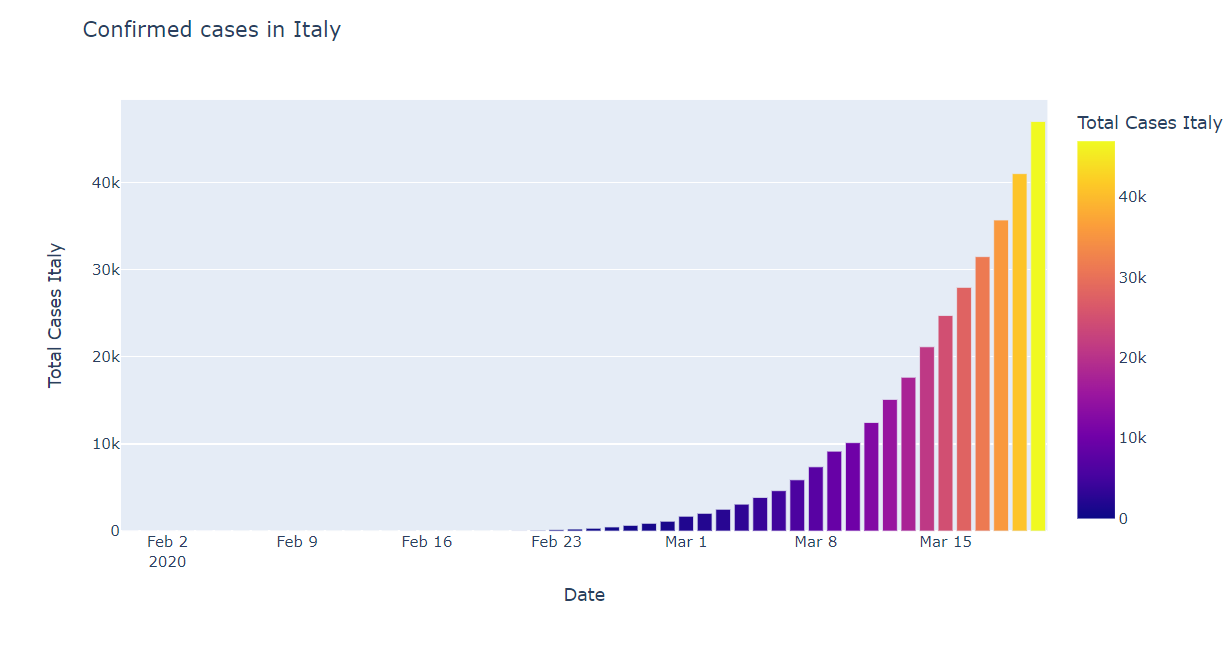 Confirmed cases in Italy
Total Cases Italy
40k
30k
20k
10k
0
Total Cases Italy
Feb 2
2020
Feb 9
Feb 16
Feb 23
Mar 1
Mar 8
Mar 15
Date
40k
30k
20k
10k
0